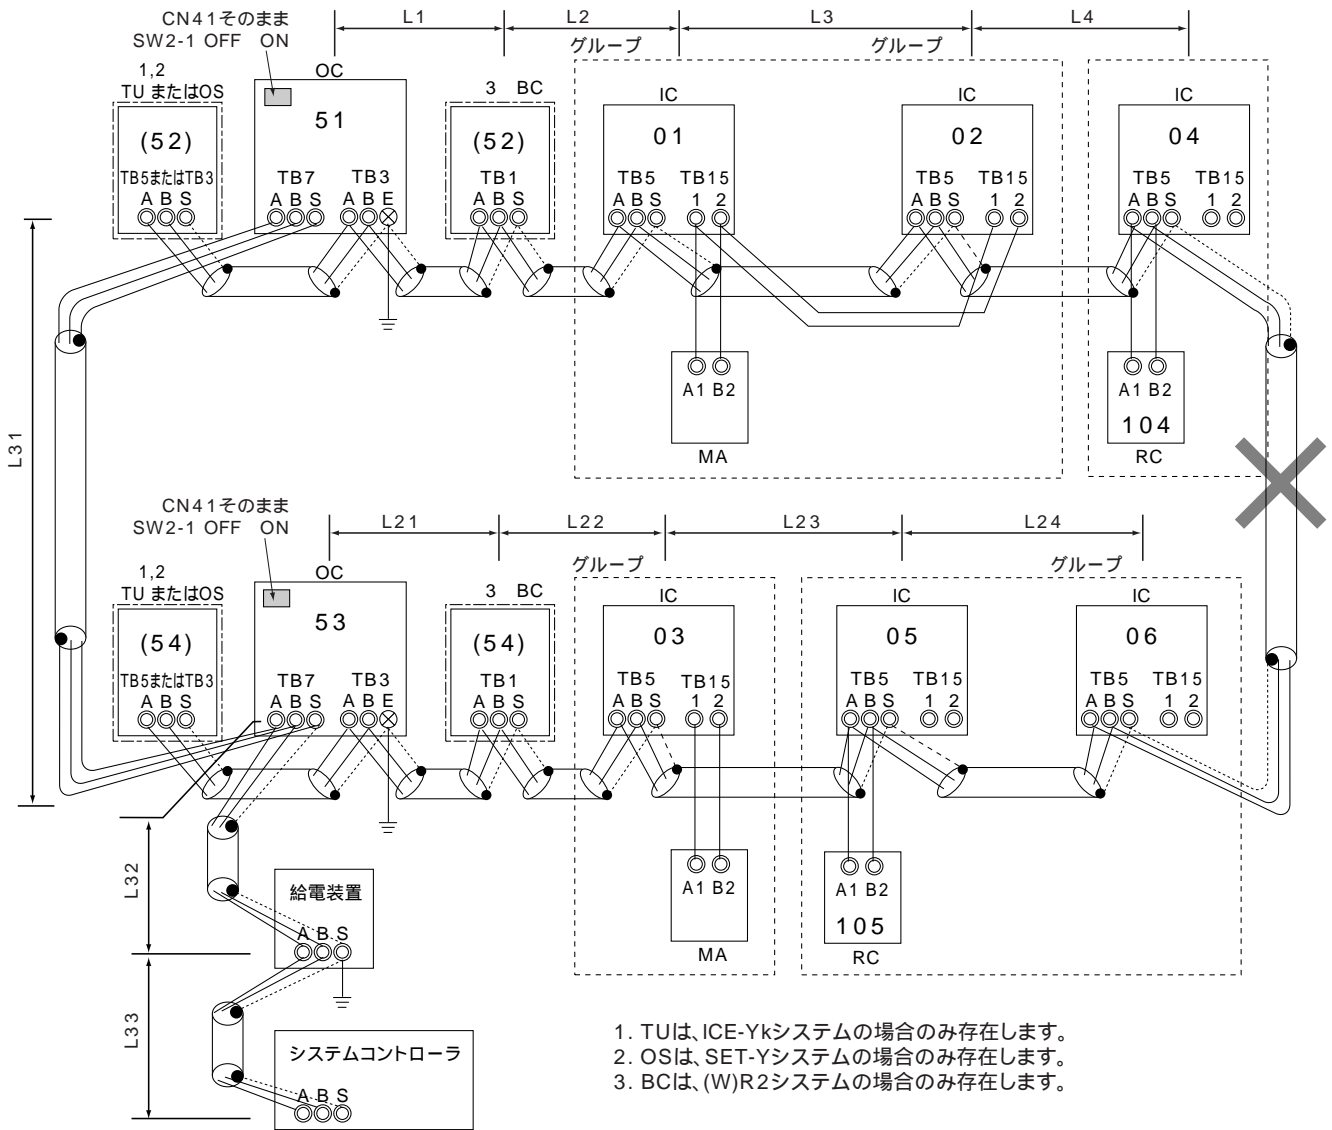 CN41そのまま
SW2-1 OFF ON
L1 L2 L3 L4
グループ グループ
1,2
TU またはOS
OC
3 BC
IC IC IC
(52) 51 (52) 01 02 04
TB5またはTB3 TB7 TB3 TB1 TB5 TB15 TB5 TB15 TB5 TB15
A B S A B S A B E A B S A B S 1 2 A B S 1 2 A B S 1 2
A1 B2
MA
A1 B2
104
RC
L31
CN41そのまま
SW2-1 OFF ON
L21 L22 L23 L24
グループ グループ
1,2
TU またはOS
OC
3 BC
IC IC IC
(54) 53 (54) 03 05 06
TB5またはTB3 TB7 TB3 TB1 TB5 TB15 TB5 TB15 TB5 TB15
A B S A B S A B E A B S A B S 1 2 A B S 1 2 A B S 1 2
A1 B2
MA
A1 B2
105
RC
L32
給電装置
A B S
L33
システムコントローラ
A B S
1. TUは、ICE-Ykシステムの場合のみ存在します。
2. OSは、SET-Yシステムの場合のみ存在します。
3. BCは、(W)R2システムの場合のみ存在します。